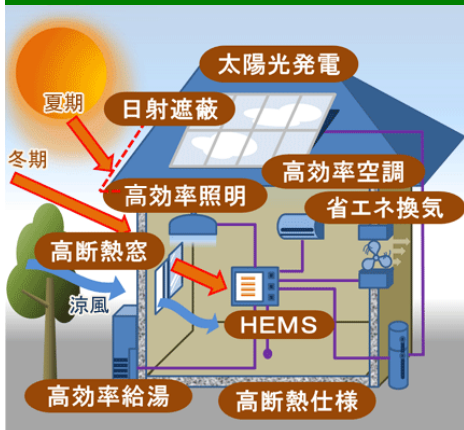 太陽光発電
夏期
日射遮蔽
冬期
高効率空調
高効率照明
省エネ換気
高断熱窓
涼風
HEMS
高効率給湯
高断熱仕様